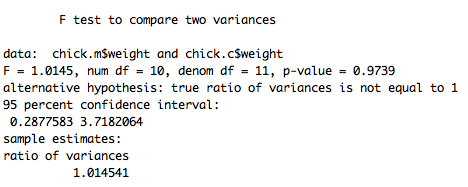 F test to compare two variances
data:  chick.m$weight and chick.c$weight
F = 1.0145, num df = 10, denom df = 11, p-value = 0.9739
alternative hypothesis: true ratio of variances is not equal to 1
95 percent confidence interval:
0.2877583 3.7182064
sample estimates:
ratio of variances
1.014541